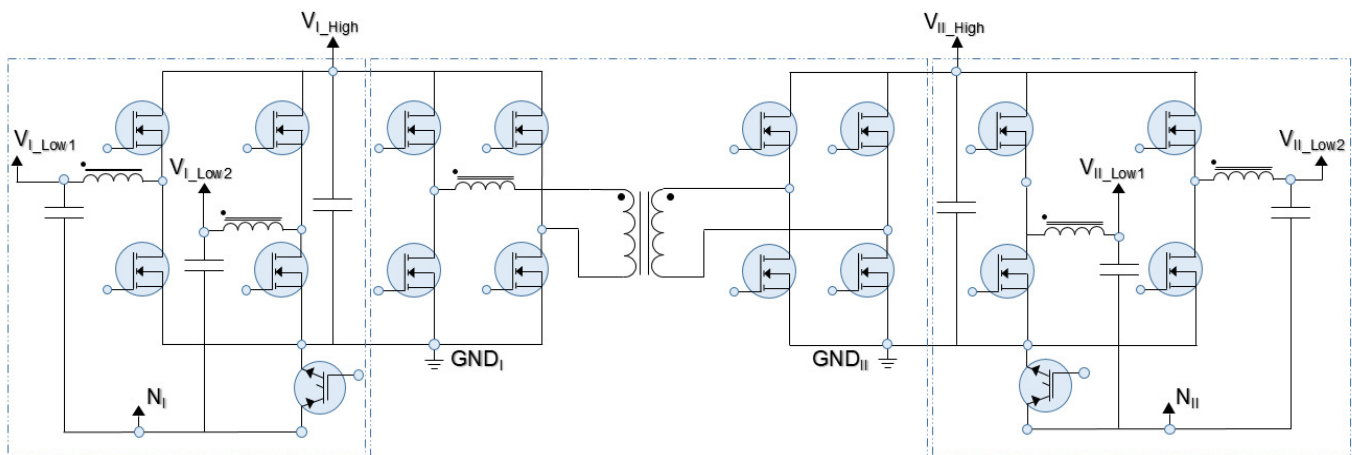 V_I_High
V_II_High
V_I_Low1
V_I_Low2
V_II_Low1
V_II_Low2
GND_I
GND_II
N_I
N_II